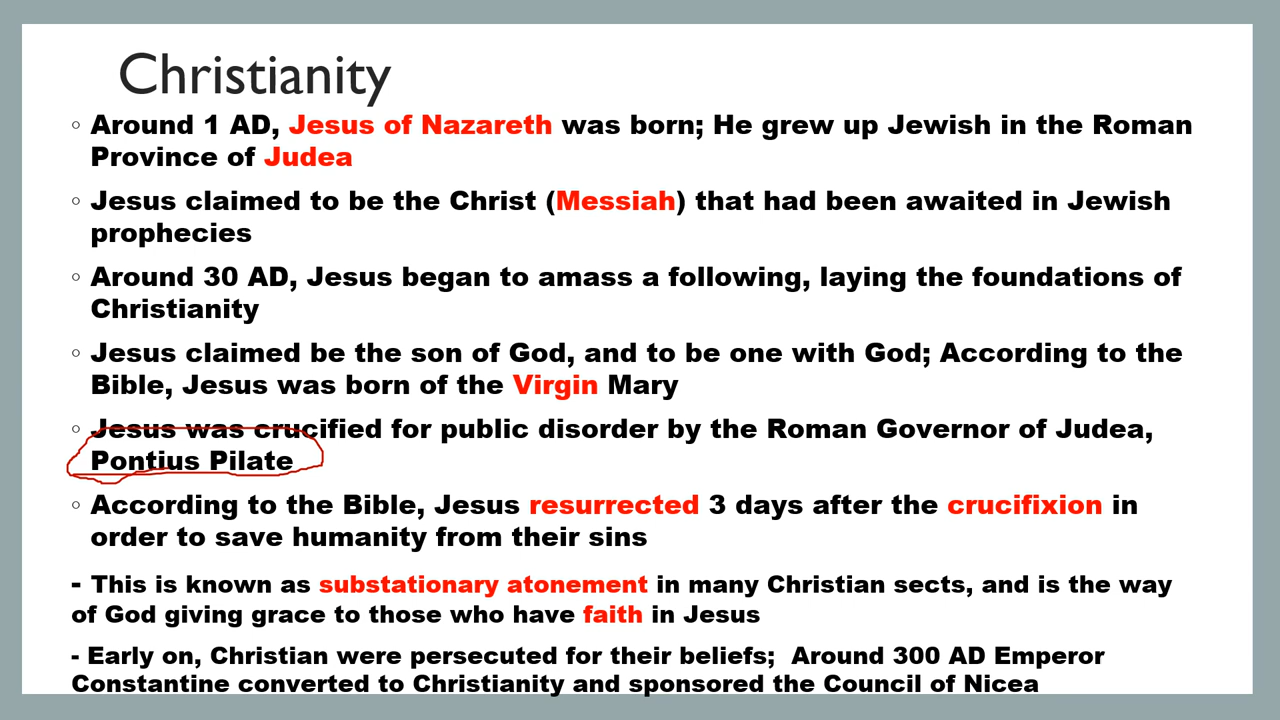 Christianity
◦ Around 1 AD, Jesus of Nazareth was born; He grew up Jewish in the Roman
Province of Judea
◦ Jesus claimed to be the Christ (Messiah) that had been awaited in Jewish
prophecies
◦ Around 30 AD, Jesus began to amass a following, laying the foundations of
Christianity
◦ Jesus claimed be the son of God, and to be one with God; According to the
Bible, Jesus was born of the Virgin Mary
◦ Jesus was crucified for public disorder by the Roman Governor of Judea,
Pontius Pilate
◦ According to the Bible, Jesus resurrected 3 days after the crucifixion in
order to save humanity from their sins
- This is known as substationary atonement in many Christian sects, and is the way
of God giving grace to those who have faith in Jesus
- Early on, Christian were persecuted for their beliefs;  Around 300 AD Emperor
Constantine converted to Christianity and sponsored the Council of Nicea